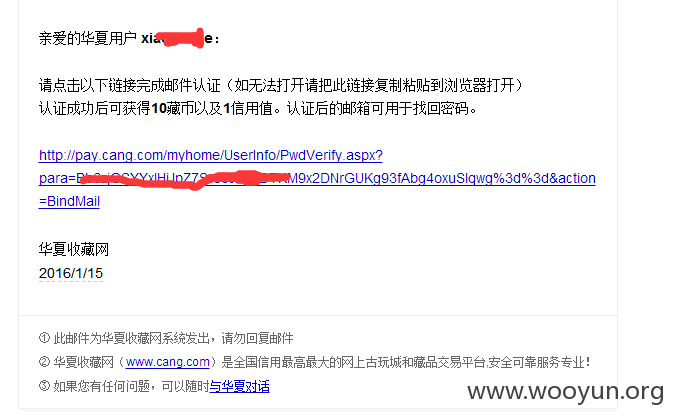 亲爱的华夏用户 xia e：
请点击以下链接完成邮件认证（如无法打开请把此链接复制粘贴到浏览器打开）
认证成功后可获得10藏币以及1信用值。认证后的邮箱可用于找回密码。
http://pay.cang.com/myhome/UserInfo/PwdVerify.aspx?
para= M9x2DNrGUKg93fAbg4oxuSlqwg%3d%3d&action
=BindMail
华夏收藏网
2016/1/15
① 此邮件为华夏收藏网系统发出，请勿回复邮件
② 华夏收藏网（www.cang.com）是全国信用最高最大的网上古玩城和藏品交易平台,安全可靠服务专业！
③ 如果您有任何问题，可以随时与华夏对话
www.wooyun.org